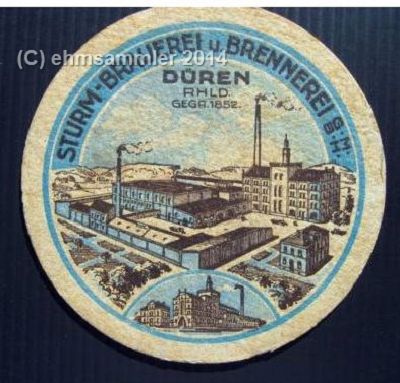 (C) ehmsammler 2014
STURM-BRAUEREI u. BRENNEREI G.M.B.H.
DÜREN
RHLD.
GEGR. 1852.